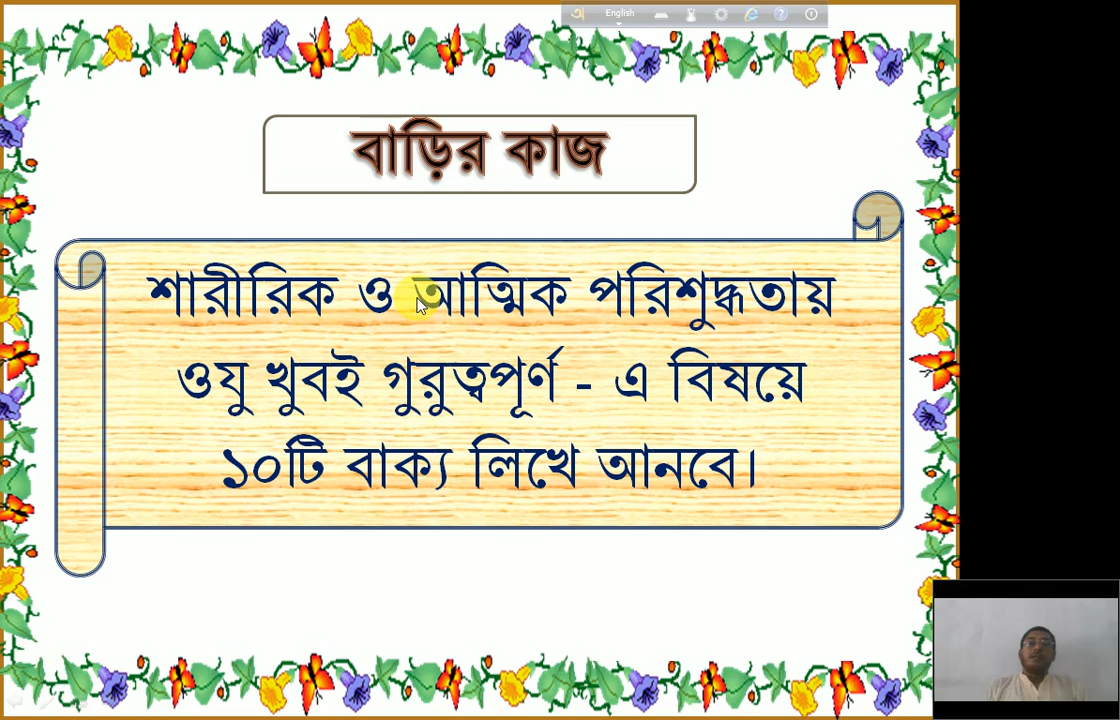 English
বাড়ির কাজ
শারীরিক ও আত্মিক পরিশুদ্ধতায়
ওযু খুবই গুরুত্বপূর্ণ - এ বিষয়ে
১০টি বাক্য লিখে আনবে।